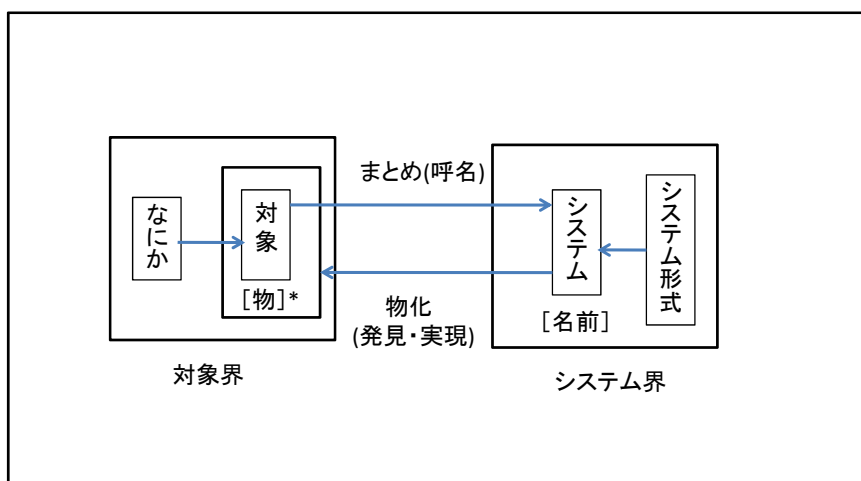 まとめ(呼名)
なにか
対象
システム
システム形式
[物]*
物化
(発見・実現)
[名前]
対象界
システム界